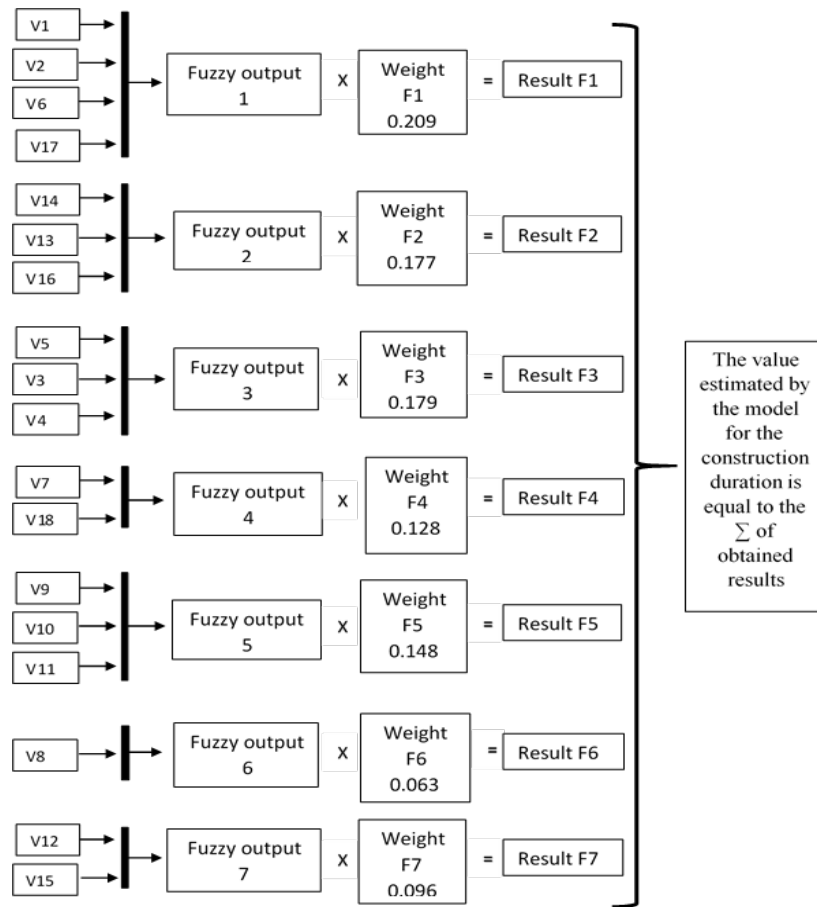 V1
V2
V6
V17
Fuzzy output
1
X
Weight
F1
0.209
=
Result F1
V14
V13
V16
Fuzzy output
2
X
Weight
F2
0.177
=
Result F2
V5
V3
V4
Fuzzy output
3
X
Weight
F3
0.179
=
Result F3
V7
V18
Fuzzy output
4
X
Weight
F4
0.128
=
Result F4
V9
V10
V11
Fuzzy output
5
X
Weight
F5
0.148
=
Result F5
V8
Fuzzy output
6
X
Weight
F6
0.063
=
Result F6
V12
V15
Fuzzy output
7
X
Weight
F7
0.096
=
Result F7
The value
estimated by
the model
for the
construction
duration is
equal to the
∑ of
obtained
results